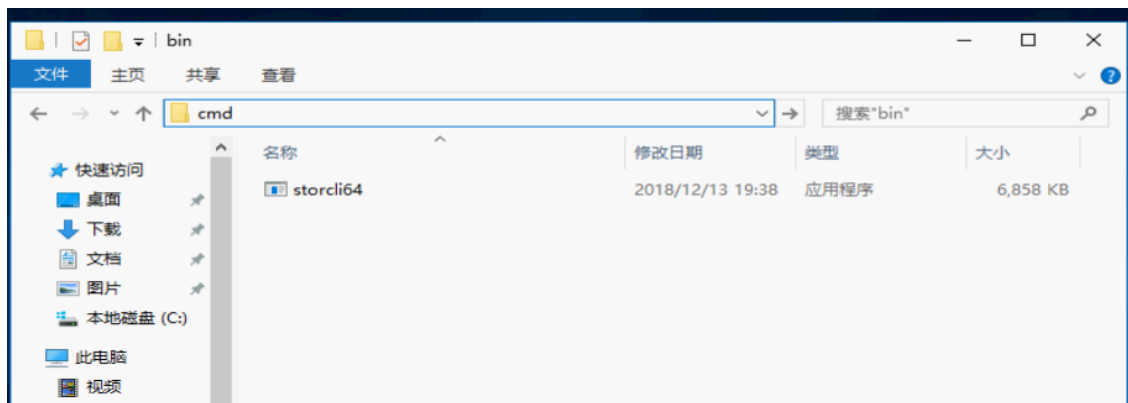 bin
文件 主页 共享 查看
cmd 搜索"bin"
名称 修改日期 类型 大小
快速访问
storcli64 2018/12/13 19:38 应用程序 6,858 KB
桌面
下载
文档
图片
本地磁盘 (C:)
此电脑
视频